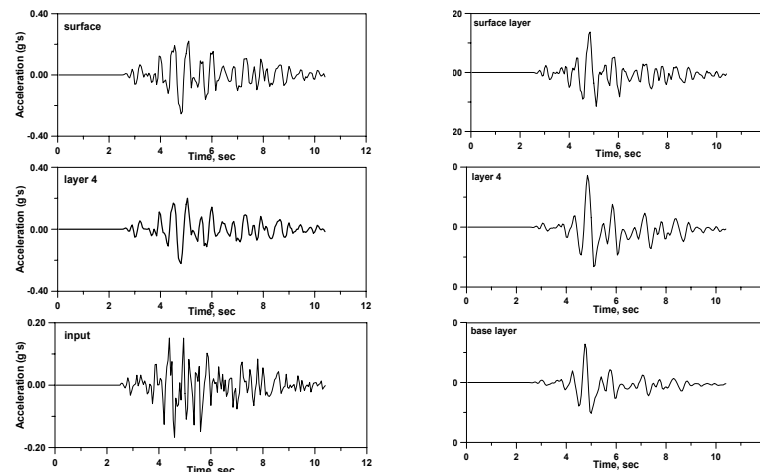 surface
Acceleration (g's)
0.40
0.00
-0.40
0 2 4 6 8 10 12
Time, sec
layer 4
Acceleration (g's)
0.40
0.00
-0.40
0 2 4 6 8 10 12
Time, sec
input
Acceleration (g's)
0.20
0.00
-0.20
0 2 4 6 8 10 12
Time, sec
surface layer
20
00
20
0 2 4 6 8 10
Time, sec
layer 4
0
0
0
0 2 4 6 8 10
Time, sec
base layer
0
0
0
0 2 4 6 8 10
Time, sec